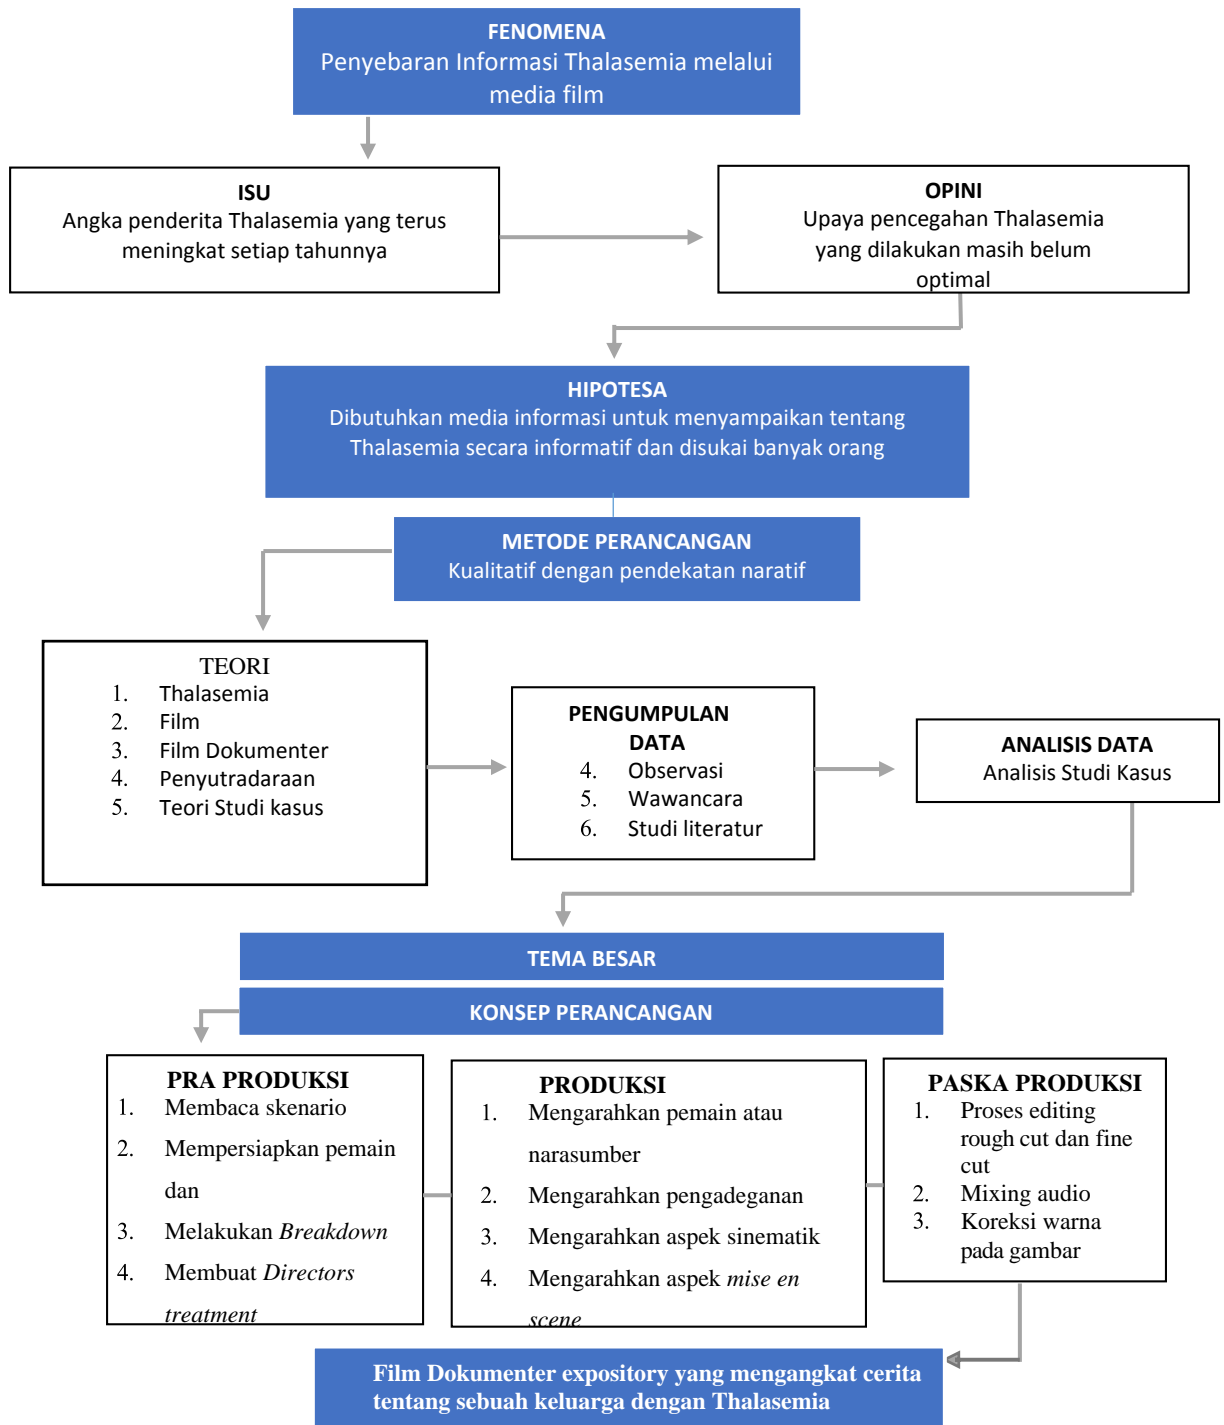 FENOMENA
Penyebaran Informasi Thalasemia melalui
media film
ISU
Angka penderita Thalasemia yang terus
meningkat setiap tahunnya
OPINI
Upaya pencegahan Thalasemia
yang dilakukan masih belum
optimal
HIPOTESA
Dibutuhkan media informasi untuk menyampaikan tentang
Thalasemia secara informatif dan disukai banyak orang
METODE PERANCANGAN
Kualitatif dengan pendekatan naratif
TEORI
1. Thalasemia
2. Film
3. Film Dokumenter
4. Penyutradaraan
5. Teori Studi kasus
PENGUMPULAN
DATA
4. Observasi
5. Wawancara
6. Studi literatur
ANALISIS DATA
Analisis Studi Kasus
TEMA BESAR
KONSEP PERANCANGAN
PRA PRODUKSI
1. Membaca skenario
2. Mempersiapkan pemain
dan
3. Melakukan Breakdown
4. Membuat Directors
treatment
PRODUKSI
1. Mengarahkan pemain atau
narasumber
2. Mengarahkan pengadeganan
3. Mengarahkan aspek sinematik
4. Mengarahkan aspek mise en
scene
PASKA PRODUKSI
1. Proses editing
rough cut dan fine
cut
2. Mixing audio
3. Koreksi warna
pada gambar
Film Dokumenter expository yang mengangkat cerita
tentang sebuah keluarga dengan Thalasemia